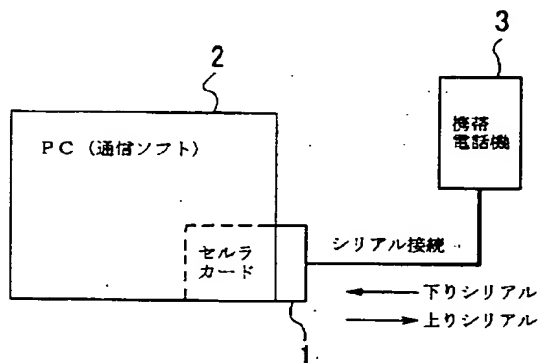 2
3
PC（通信ソフト）
携帯
電話機
セルラ
カード
シリアル接続
下りシリアル
上りシリアル
1